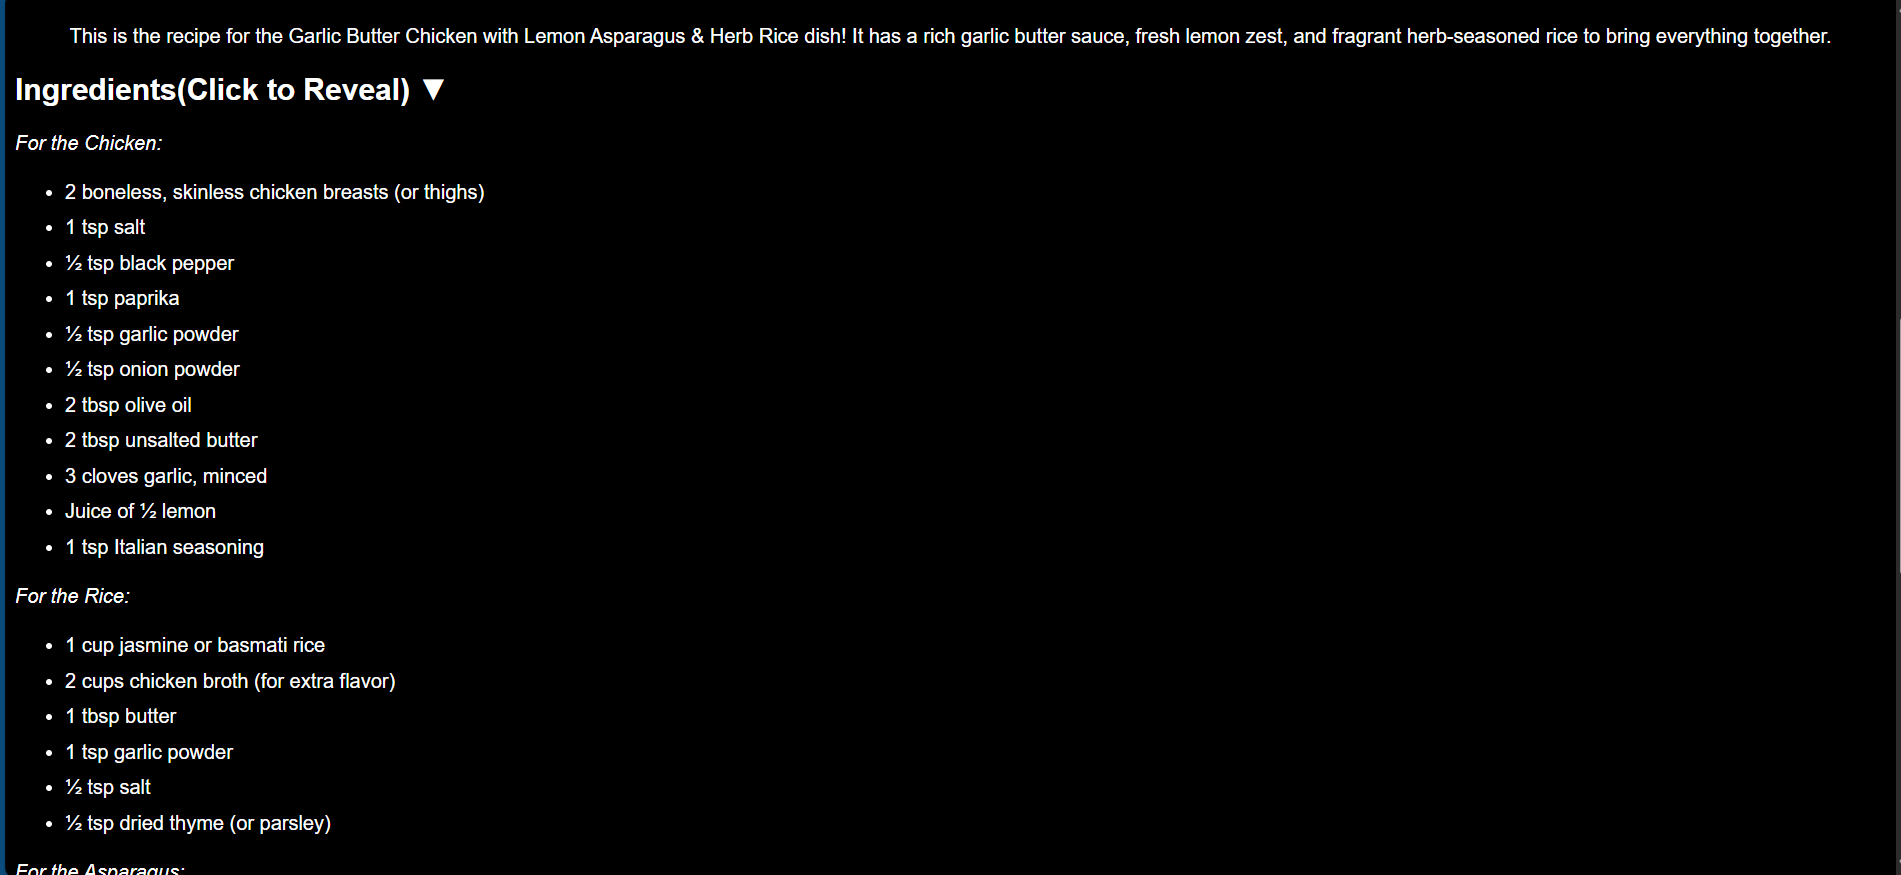 This is the recipe for the Garlic Butter Chicken with Lemon Asparagus & Herb Rice dish! It has a rich garlic butter sauce, fresh lemon zest, and fragrant herb-seasoned rice to bring everything together.
Ingredients(Click to Reveal) ▼
For the Chicken:
• 2 boneless, skinless chicken breasts (or thighs)
• 1 tsp salt
• ½ tsp black pepper
• 1 tsp paprika
• ½ tsp garlic powder
• ½ tsp onion powder
• 2 tbsp olive oil
• 2 tbsp unsalted butter
• 3 cloves garlic, minced
• Juice of ½ lemon
• 1 tsp Italian seasoning
For the Rice:
• 1 cup jasmine or basmati rice
• 2 cups chicken broth (for extra flavor)
• 1 tbsp butter
• 1 tsp garlic powder
• ½ tsp salt
• ½ tsp dried thyme (or parsley)
For the Asparagus: